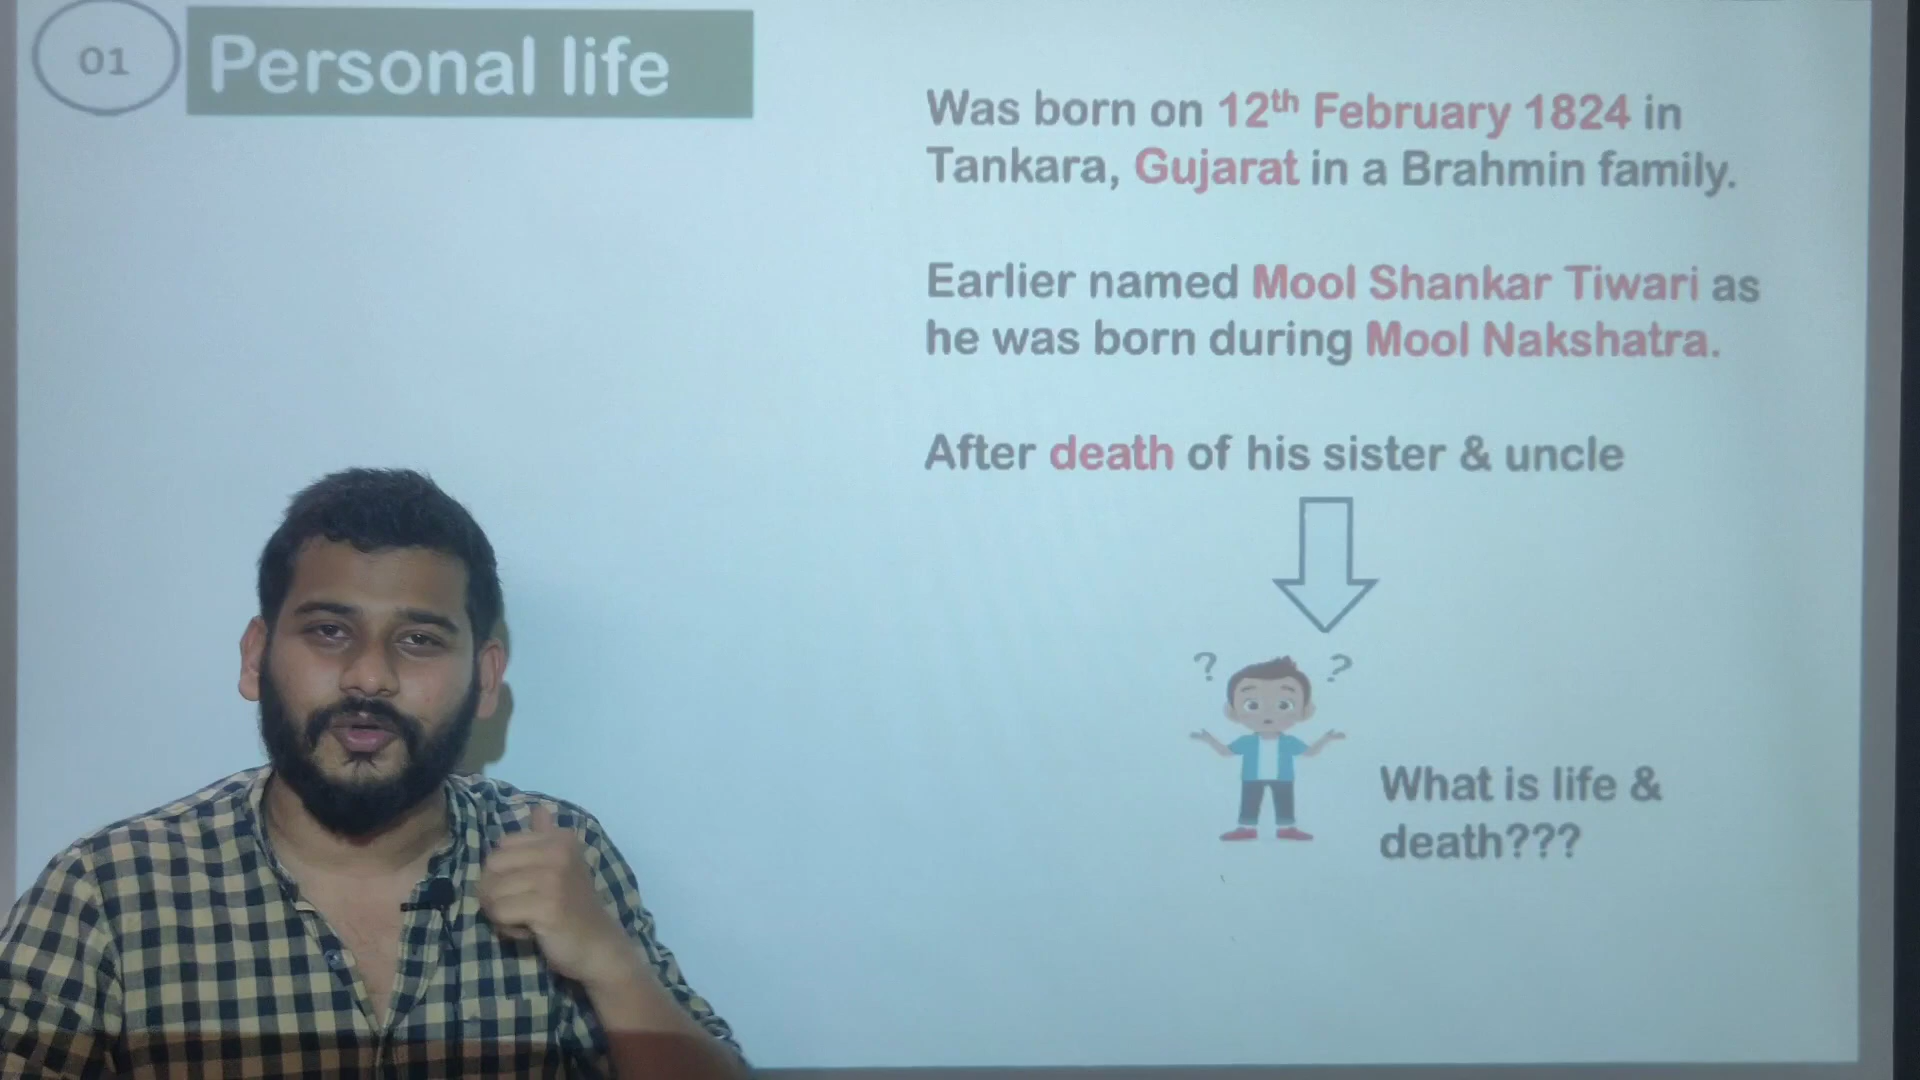 01
Personal life
Was born on 12th February 1824 in
Tankara, Gujarat in a Brahmin family.
Earlier named Mool Shankar Tiwari as
he was born during Mool Nakshatra.
After death of his sister & uncle
? ?
What is life &
death???